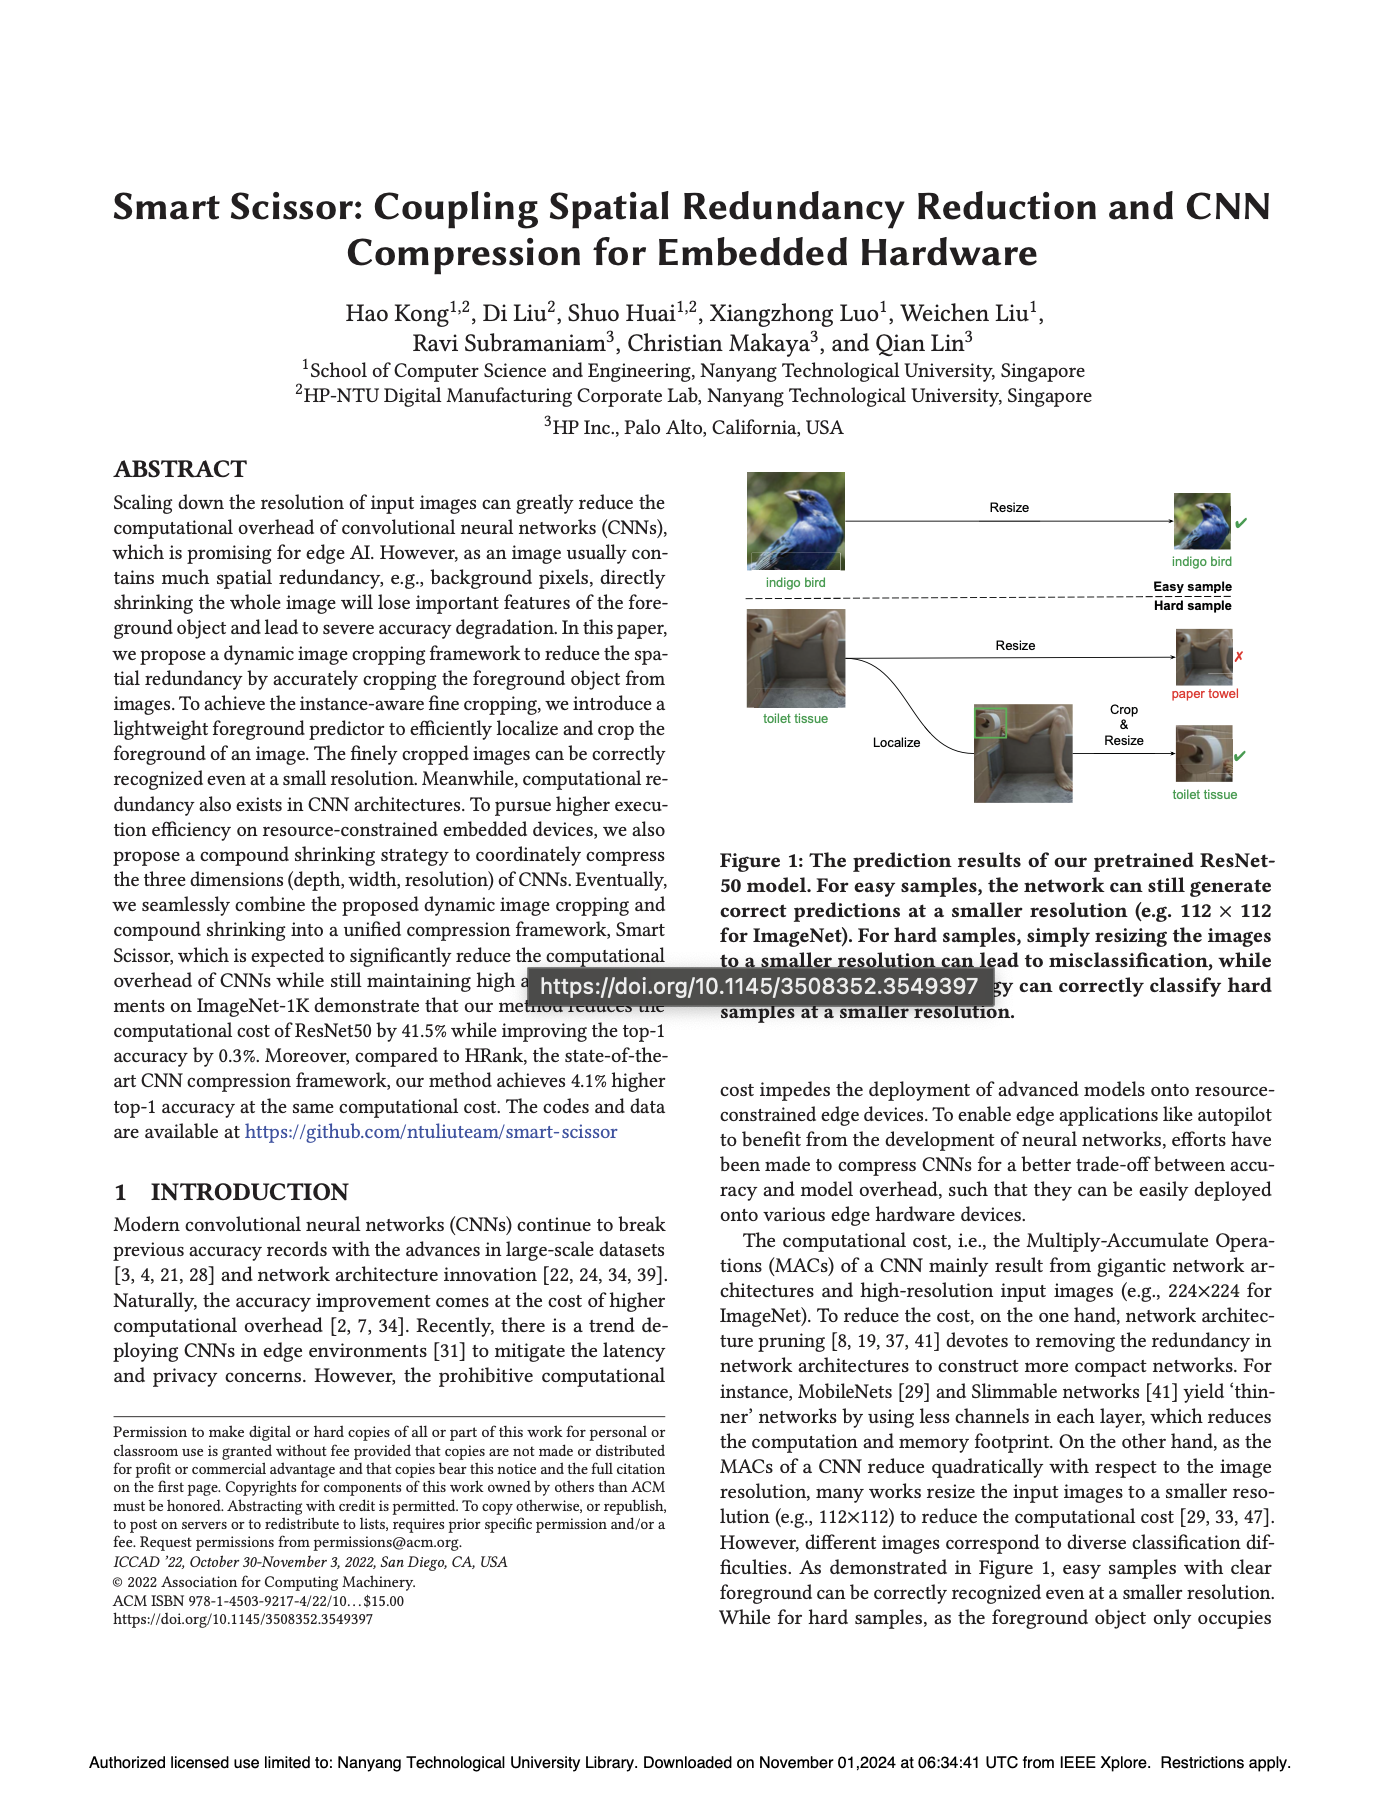 Smart Scissor: Coupling Spatial Redundancy Reduction and CNN
Compression for Embedded Hardware
Hao Kong1,2, Di Liu2, Shuo Huai1,2, Xiangzhong Luo1, Weichen Liu1,
Ravi Subramaniam3, Christian Makaya3, and Qian Lin3
1School of Computer Science and Engineering, Nanyang Technological University, Singapore
2HP-NTU Digital Manufacturing Corporate Lab, Nanyang Technological University, Singapore
3HP Inc., Palo Alto, California, USA
ABSTRACT
Scaling down the resolution of input images can greatly reduce the
computational overhead of convolutional neural networks (CNNs),
which is promising for edge AI. However, as an image usually con-
tains much spatial redundancy, e.g., background pixels, directly
shrinking the whole image will lose important features of the fore-
ground object and lead to severe accuracy degradation. In this paper,
we propose a dynamic image cropping framework to reduce the spa-
tial redundancy by accurately cropping the foreground object from
images. To achieve the instance-aware fine cropping, we introduce a
lightweight foreground predictor to efficiently localize and crop the
foreground of an image. The finely cropped images can be correctly
recognized even at a small resolution. Meanwhile, computational re-
dundancy also exists in CNN architectures. To pursue higher execu-
tion efficiency on resource-constrained embedded devices, we also
propose a compound shrinking strategy to coordinately compress
the three dimensions (depth, width, resolution) of CNNs. Eventually,
we seamlessly combine the proposed dynamic image cropping and
compound shrinking into a unified compression framework, Smart
Scissor, which is expected to significantly reduce the computational
overhead of CNNs while still maintaining high
ments on ImageNet-1K demonstrate that our method reduces the
computational cost of ResNet50 by 41.5% while improving the top-1
accuracy by 0.3%. Moreover, compared to HRank, the state-of-the-
art CNN compression framework, our method achieves 4.1% higher
top-1 accuracy at the same computational cost. The codes and data
are available at https://github.com/ntuliuteam/smart-scissor
1 INTRODUCTION
Modern convolutional neural networks (CNNs) continue to break
previous accuracy records with the advances in large-scale datasets
[3, 4, 21, 28] and network architecture innovation [22, 24, 34, 39].
Naturally, the accuracy improvement comes at the cost of higher
computational overhead [2, 7, 34]. Recently, there is a trend de-
ploying CNNs in edge environments [31] to mitigate the latency
and privacy concerns. However, the prohibitive computational
Permission to make digital or hard copies of all or part of this work for personal or
classroom use is granted without fee provided that copies are not made or distributed
for profit or commercial advantage and that copies bear this notice and the full citation
on the first page. Copyrights for components of this work owned by others than ACM
must be honored. Abstracting with credit is permitted. To copy otherwise, or republish,
to post on servers or to redistribute to lists, requires prior specific permission and/or a
fee. Request permissions from permissions@acm.org.
ICCAD '22, October 30-November 3, 2022, San Diego, CA, USA
© 2022 Association for Computing Machinery.
ACM ISBN 978-1-4503-9217-4/22/10…$15.00
https://doi.org/10.1145/3508352.3549397
Resize
✔
indigo bird
indigo bird
Easy sample
Hard sample
Resize
✗
paper towel
toilet tissue
Localize
Crop
&
Resize
✔
toilet tissue
Figure 1: The prediction results of our pretrained ResNet-
50 model. For easy samples, the network can still generate
correct predictions at a smaller resolution (e.g. 112 × 112
for ImageNet). For hard samples, simply resizing the images
to a smaller resolution can lead to misclassification, while
https://doi.org/10.1145/3508352.3549397
can correctly classify hard
samples at a smaller resolution.
cost impedes the deployment of advanced models onto resource-
constrained edge devices. To enable edge applications like autopilot
to benefit from the development of neural networks, efforts have
been made to compress CNNs for a better trade-off between accu-
racy and model overhead, such that they can be easily deployed
onto various edge hardware devices.
The computational cost, i.e., the Multiply-Accumulate Opera-
tions (MACs) of a CNN mainly result from gigantic network ar-
chitectures and high-resolution input images (e.g., 224×224 for
ImageNet). To reduce the cost, on the one hand, network architec-
ture pruning [8, 19, 37, 41] devotes to removing the redundancy in
network architectures to construct more compact networks. For
instance, MobileNets [29] and Slimmable networks [41] yield ‘thin-
ner’ networks by using less channels in each layer, which reduces
the computation and memory footprint. On the other hand, as the
MACs of a CNN reduce quadratically with respect to the image
resolution, many works resize the input images to a smaller reso-
lution (e.g., 112×112) to reduce the computational cost [29, 33, 47].
However, different images correspond to diverse classification dif-
ficulties. As demonstrated in Figure 1, easy samples with clear
foreground can be correctly recognized even at a smaller resolution.
While for hard samples, as the foreground object only occupies
Authorized licensed use limited to: Nanyang Technological University Library. Downloaded on November 01,2024 at 06:34:41 UTC from IEEE Xplore. Restrictions apply.